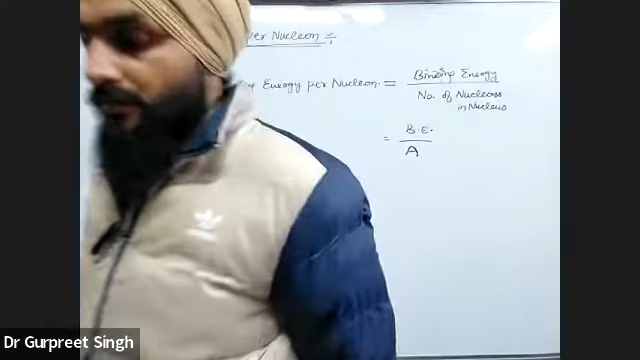 Per Nucleon :-
Energy per Nucleon = Binding Energy
No. of Nucleons
in Nucleus
= B.E.
A
Dr Gurpreet Singh